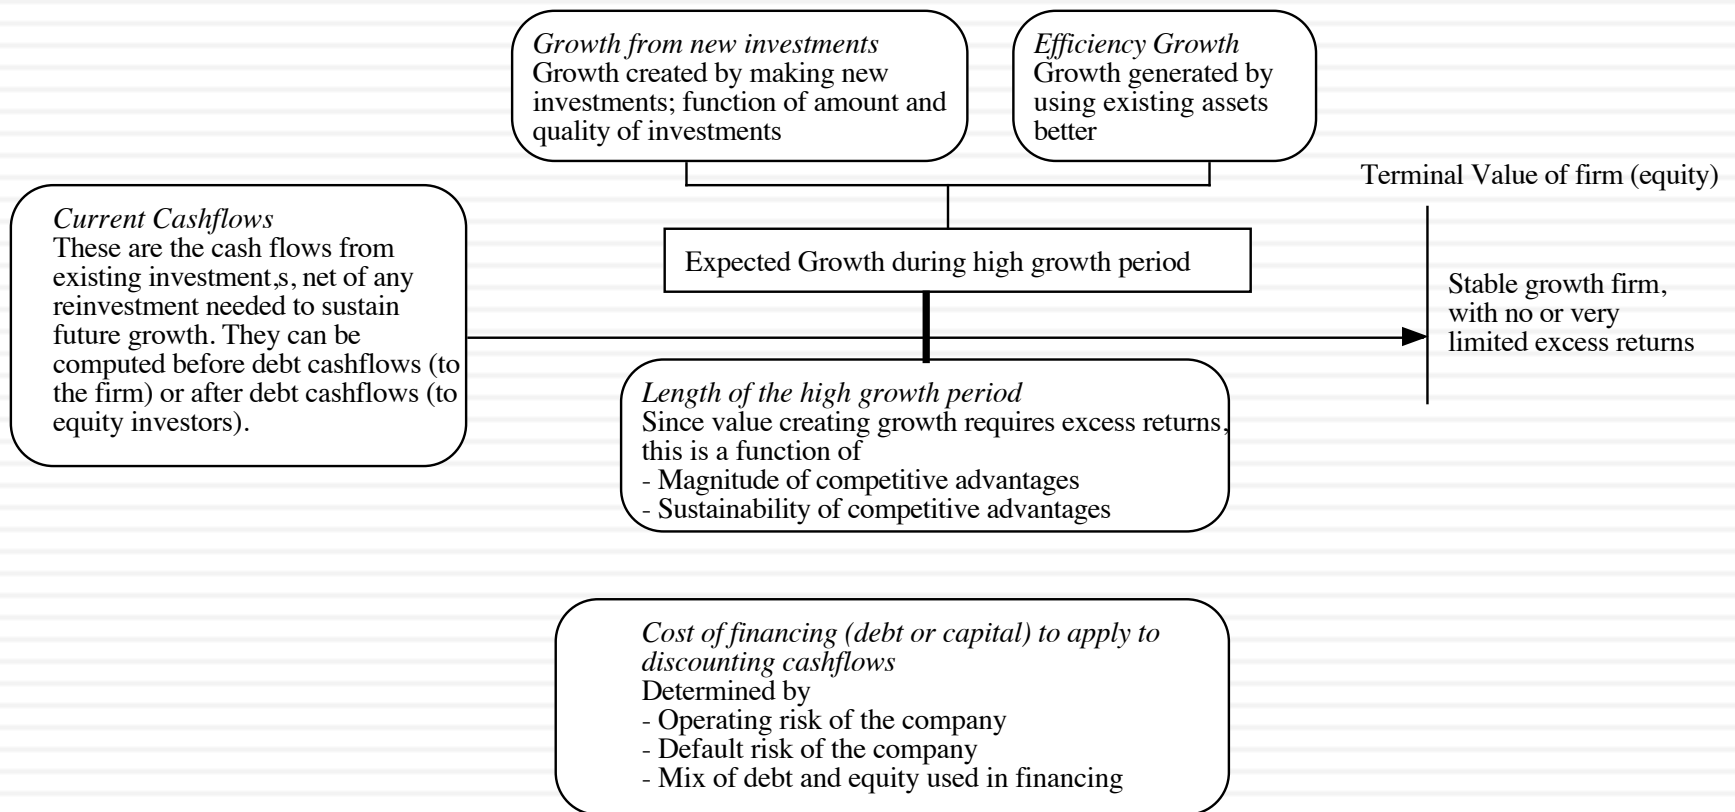 Growth from new investments
Growth created by making new
investments; function of amount and
quality of investments
Efficiency Growth
Growth generated by
using existing assets
better
Terminal Value of firm (equity)
Current Cashflows
These are the cash flows from
existing investment,s, net of any
reinvestment needed to sustain
future growth. They can be
computed before debt cashflows (to
the firm) or after debt cashflows (to
equity investors).
Expected Growth during high growth period
Stable growth firm,
with no or very
limited excess returns
Length of the high growth period
Since value creating growth requires excess returns,
this is a function of
- Magnitude of competitive advantages
- Sustainability of competitive advantages
Cost of financing (debt or capital) to apply to
discounting cashflows
Determined by
- Operating risk of the company
- Default risk of the company
- Mix of debt and equity used in financing